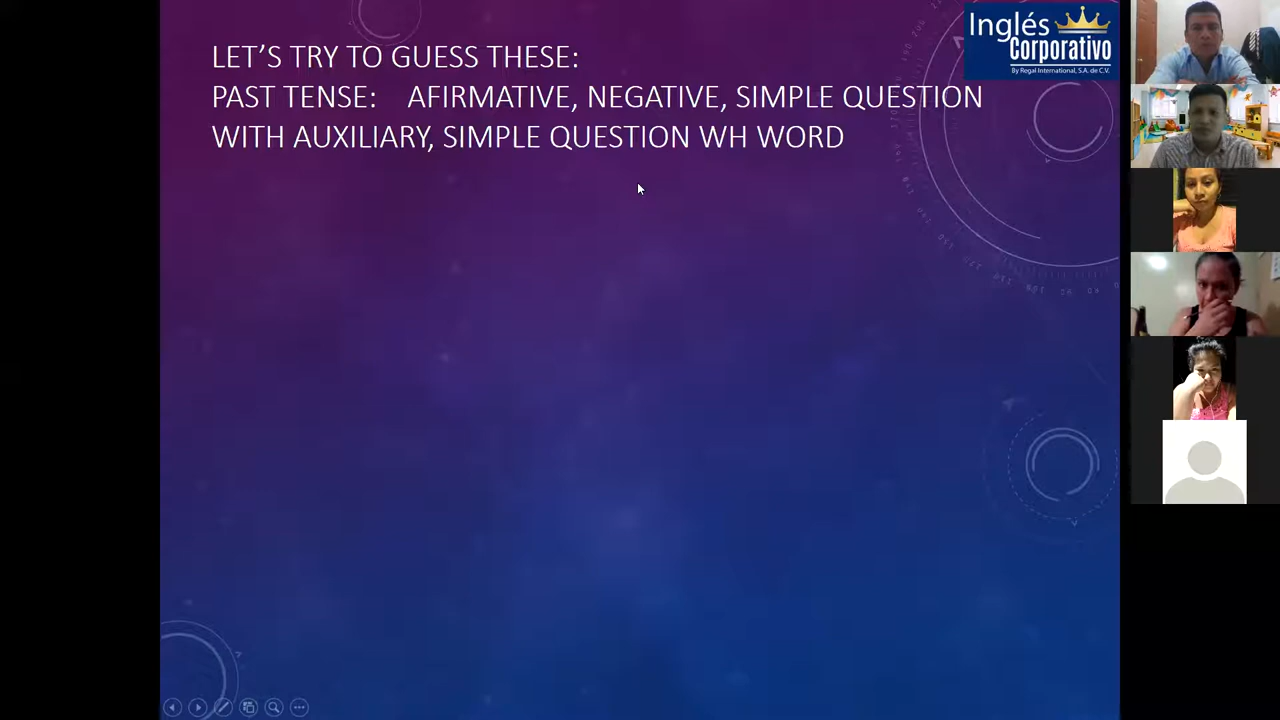 LET'S TRY TO GUESS THESE:
PAST TENSE: AFIRMATIVE, NEGATIVE, SIMPLE QUESTION
WITH AUXILIARY, SIMPLE QUESTION WH WORD
Inglés
Corporativo
By Regal International, S.A. de C.V.